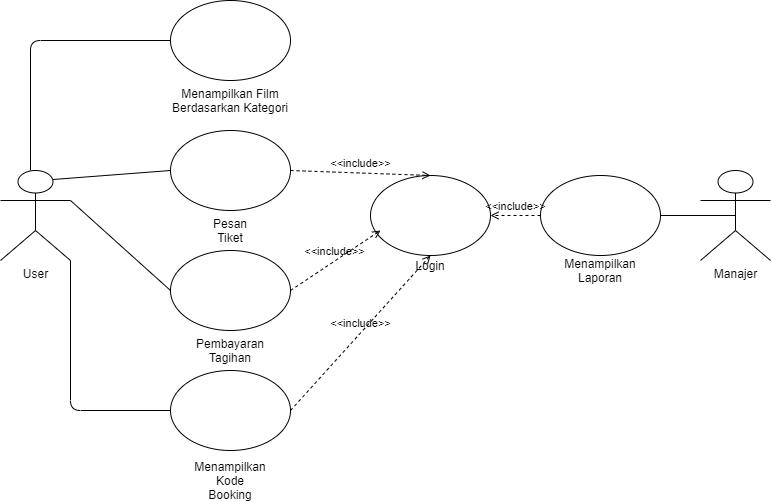 Menampilkan Film
Berdasarkan Kategori
<<include>>
Pesan
Tiket
<<include>>
<<include>>
Login
Menampilkan
Laporan
User
Manajer
<<include>>
Pembayaran
Tagihan
Menampilkan
Kode
Booking